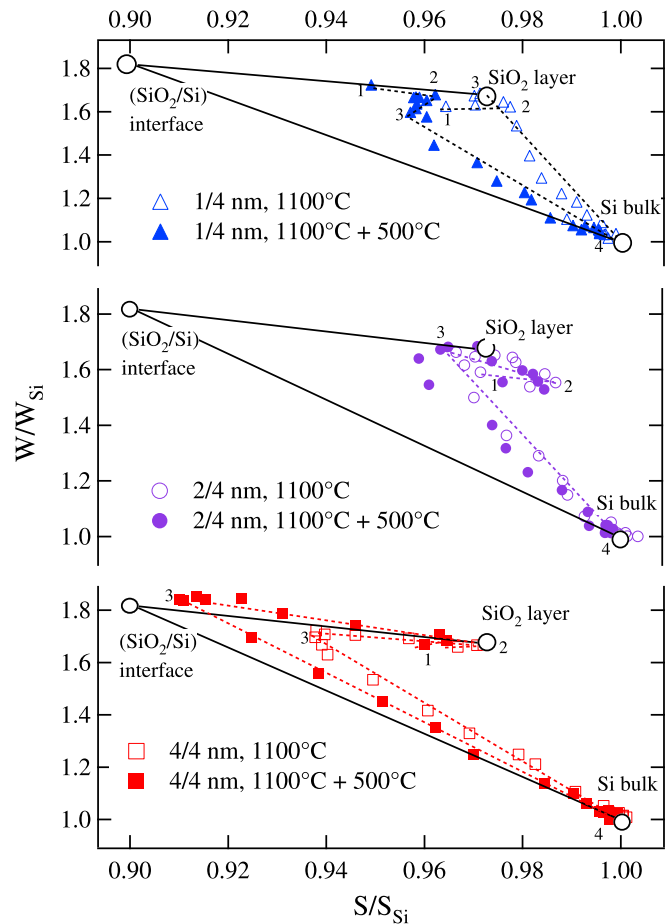 0.90 0.92 0.94 0.96 0.98 1.00
1.8
1.6
1.4
1.2
1.0
(SiO₂/Si)
interface
1
2
3
SiO₂ layer
1
2
3
Si bulk
4
1/4 nm, 1100°C
1/4 nm, 1100°C + 500°C
W/W_Si
1.8
1.6
1.4
1.2
1.0
(SiO₂/Si)
interface
3
SiO₂ layer
1
2
Si bulk
4
2/4 nm, 1100°C
2/4 nm, 1100°C + 500°C
1.8
1.6
1.4
1.2
1.0
3
(SiO₂/Si)
interface
3
SiO₂ layer
1
2
Si bulk
4
4/4 nm, 1100°C
4/4 nm, 1100°C + 500°C
0.90 0.92 0.94 0.96 0.98 1.00
S/S_Si